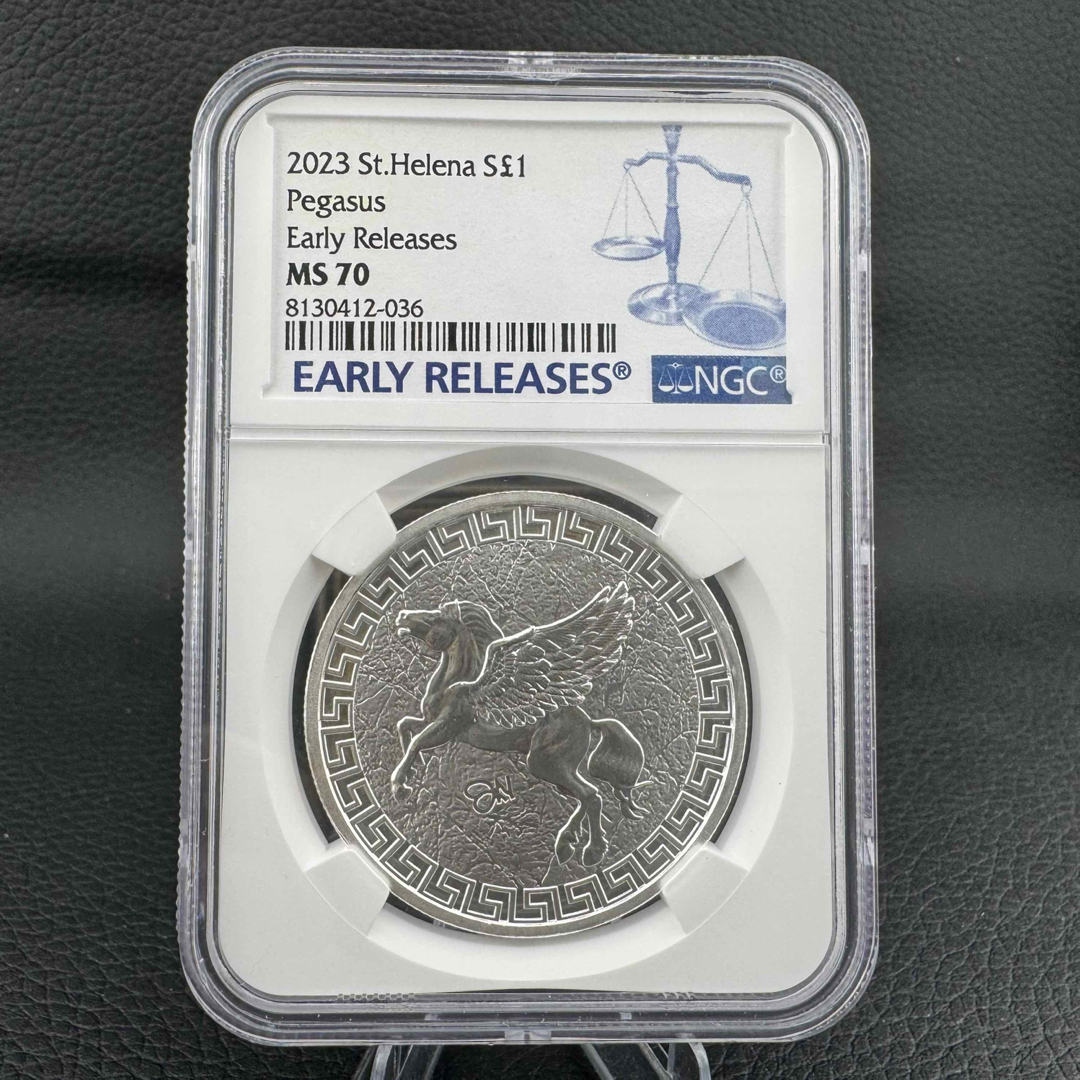 2023 St.Helena S£1
Pegasus
Early Releases
MS 70
8130412-036
EARLY RELEASES®
NGC®